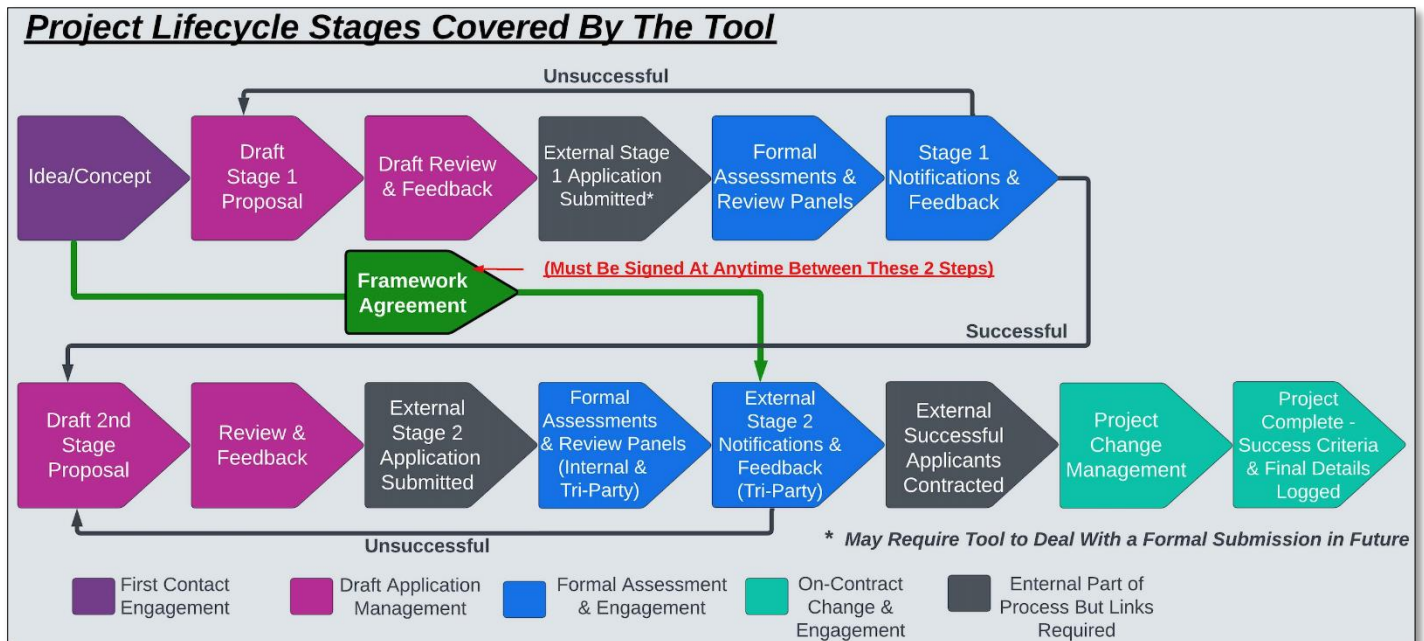 Project Lifecycle Stages Covered By The Tool
Unsuccessful
Idea/Concept
Draft
Stage 1
Proposal
Draft Review
& Feedback
External Stage
1 Application
Submitted*
Formal
Assessments &
Review Panels
Stage 1
Notifications &
Feedback
Framework
Agreement
(Must Be Signed At Anytime Between These 2 Steps)
Successful
Draft 2nd
Stage
Proposal
Review &
Feedback
External
Stage 2
Application
Submitted
Formal
Assessments
& Review Panels
(Internal &
Tri-Party)
External
Stage 2
Notifications &
Feedback
(Tri-Party)
External
Successful
Applicants
Contracted
Project
Change
Management
Project
Complete -
Success Criteria
& Final Details
Logged
Unsuccessful
* May Require Tool to Deal With a Formal Submission in Future
First Contact
Engagement
Draft Application
Management
Formal Assessment
& Engagement
On-Contract
Change &
Engagement
Enternal Part of
Process But Links
Required